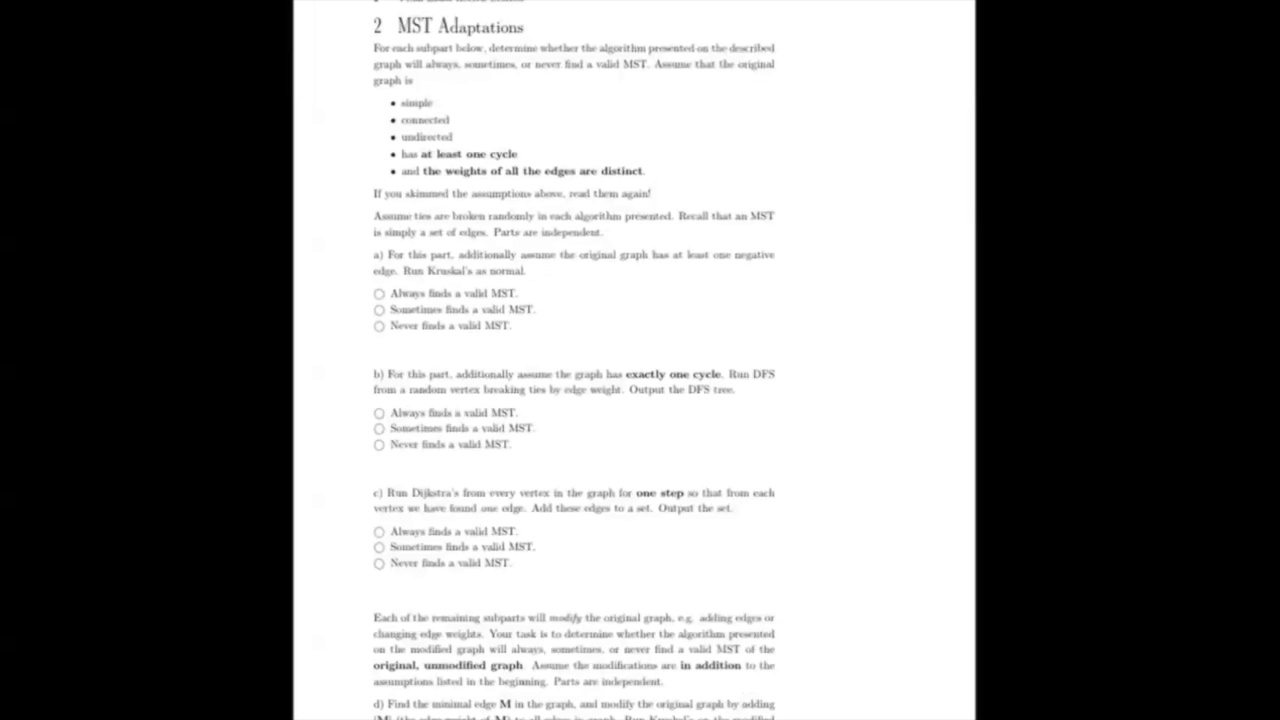 2 MST Adaptations
For each subpart below, determine whether the algorithm presented on the described
graph will always, sometimes, or never find a valid MST. Assume that the original
graph is
• simple
• connected
• undirected
• has at least one cycle
• and the weights of all the edges are distinct.
If you skimmed the assumptions above, read them again!
Assume ties are broken randomly in each algorithm presented. Recall that an MST
is simply a set of edges. Parts are independent.
a) For this part, additionally assume the original graph has at least one negative
edge. Run Kruskal's as normal.
Always finds a valid MST.
Sometimes finds a valid MST.
Never finds a valid MST.
b) For this part, additionally assume the graph has exactly one cycle. Run DFS
from a random vertex breaking ties by edge weight. Output the DFS tree.
Always finds a valid MST.
Sometimes finds a valid MST.
Never finds a valid MST.
c) Run Dijkstra's from every vertex in the graph for one step so that from each
vertex we have found one edge. Add these edges to a set. Output the set.
Always finds a valid MST.
Sometimes finds a valid MST.
Never finds a valid MST.
Each of the remaining subparts will modify the original graph, e.g. adding edges or
changing edge weights. Your task is to determine whether the algorithm presented
on the modified graph will always, sometimes, or never find a valid MST of the
original, unmodified graph. Assume the modifications are in addition to the
assumptions listed in the beginning. Parts are independent.
d) Find the minimal edge M in the graph, and modify the original graph by adding